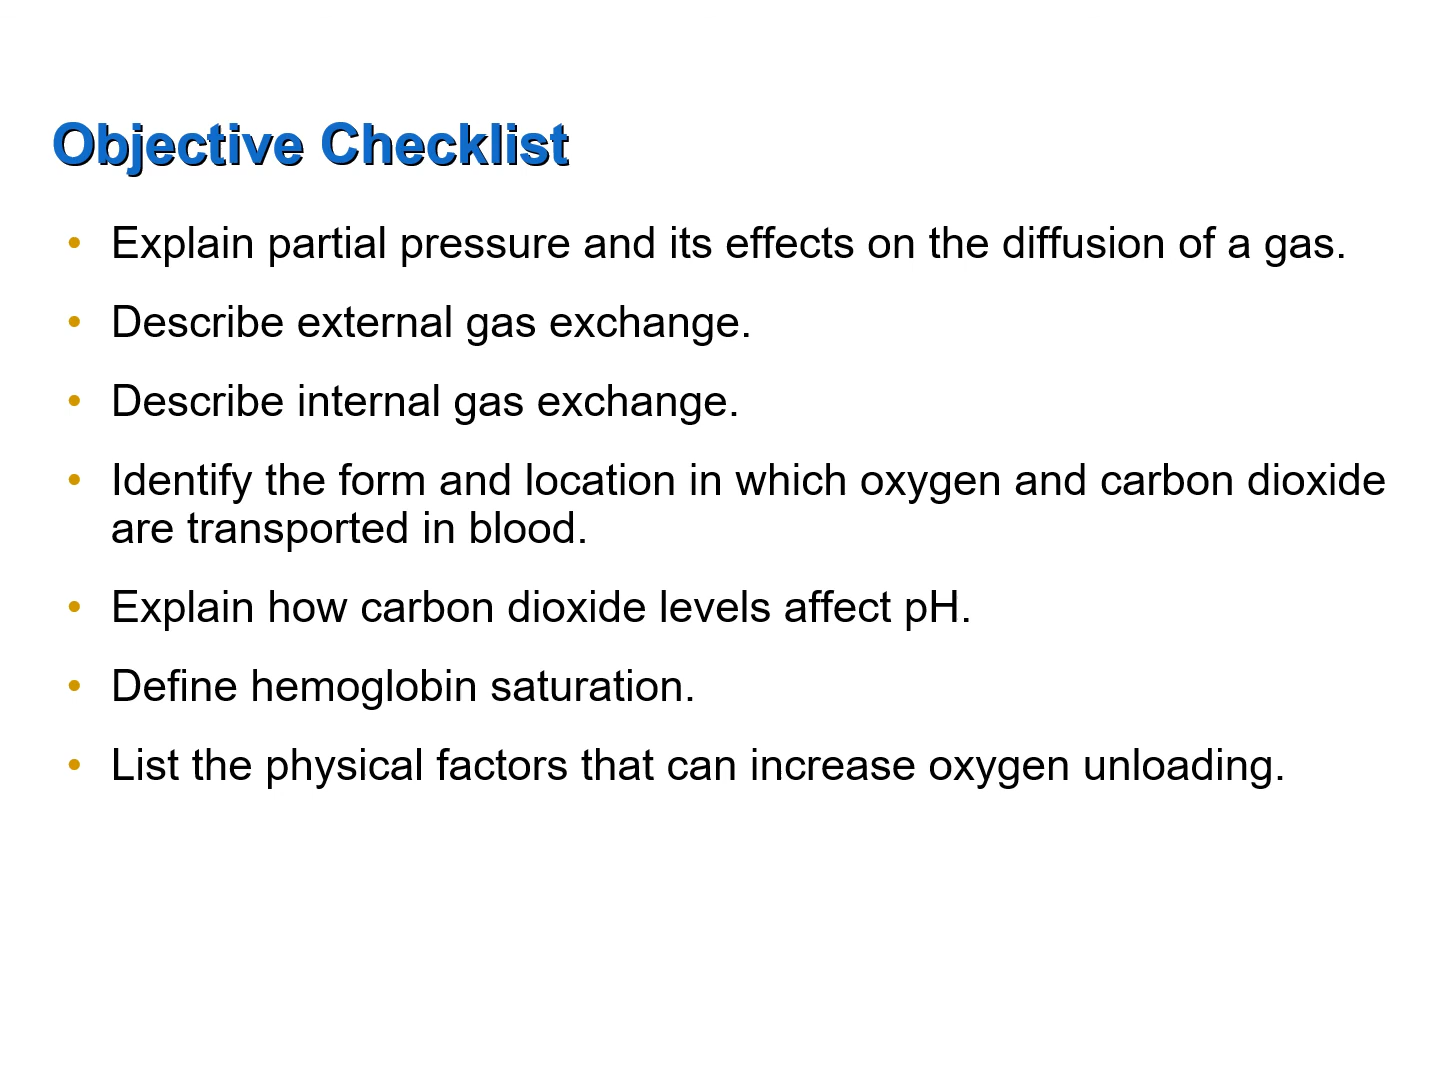 Objective Checklist
• Explain partial pressure and its effects on the diffusion of a gas.
• Describe external gas exchange.
• Describe internal gas exchange.
• Identify the form and location in which oxygen and carbon dioxide
are transported in blood.
• Explain how carbon dioxide levels affect pH.
• Define hemoglobin saturation.
• List the physical factors that can increase oxygen unloading.